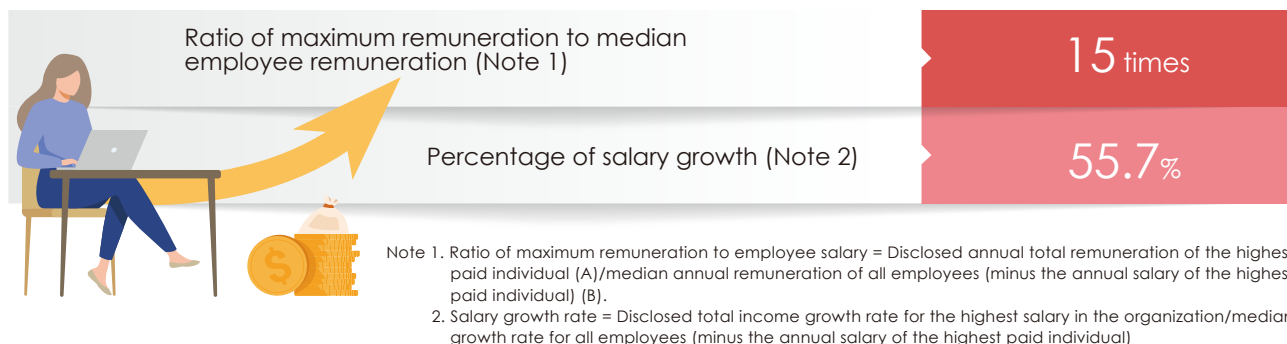 Ratio of maximum remuneration to median
employee remuneration (Note 1)
15 times
Percentage of salary growth (Note 2)
55.7%
$
Note 1. Ratio of maximum remuneration to employee salary = Disclosed annual total remuneration of the highes
paid individual (A)/median annual remuneration of all employees (minus the annual salary of the highes
paid individual) (B).
2. Salary growth rate = Disclosed total income growth rate for the highest salary in the organization/median
growth rate for all employees (minus the annual salary of the highest paid individual)